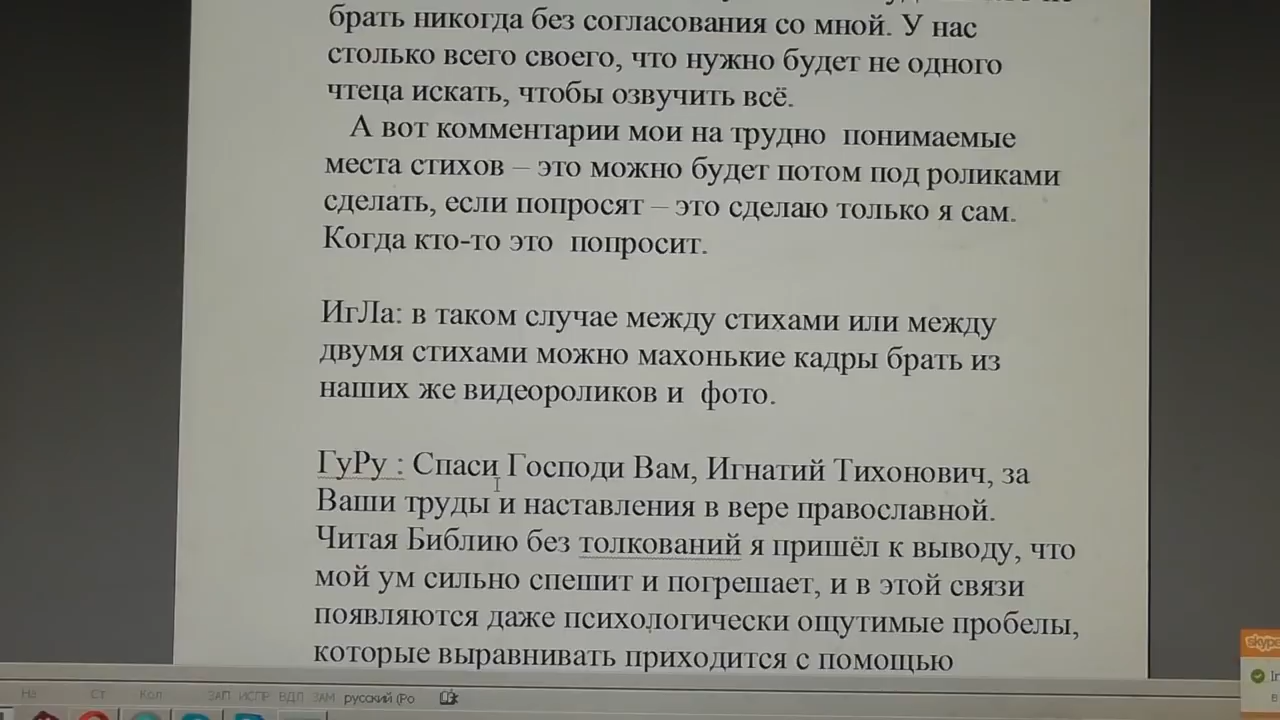 брать никогда без согласования со мной. У нас
столько всего своего, что нужно будет не одного
чтеца искать, чтобы озвучить всё.
А вот комментарии мои на трудно понимаемые
места стихов – это можно будет потом под роликами
сделать, если попросят – это сделаю только я сам.
Когда кто-то это попросит.
ИгЛа: в таком случае между стихами или между
двумя стихами можно махонькие кадры брать из
наших же видеороликов и фото.
ГуРу : Спаси Господи Вам, Игнатий Тихонович, за
Ваши труды и наставления в вере православной.
Читая Библию без толкований я пришёл к выводу, что
мой ум сильно спешит и погрешает, и в этой связи
появляются даже психологически ощутимые пробелы,
которые выравнивать приходится с помощью
На Ст Кол ЗАП ИСПР ВДЛ ЗАМ русский (Ро
skype